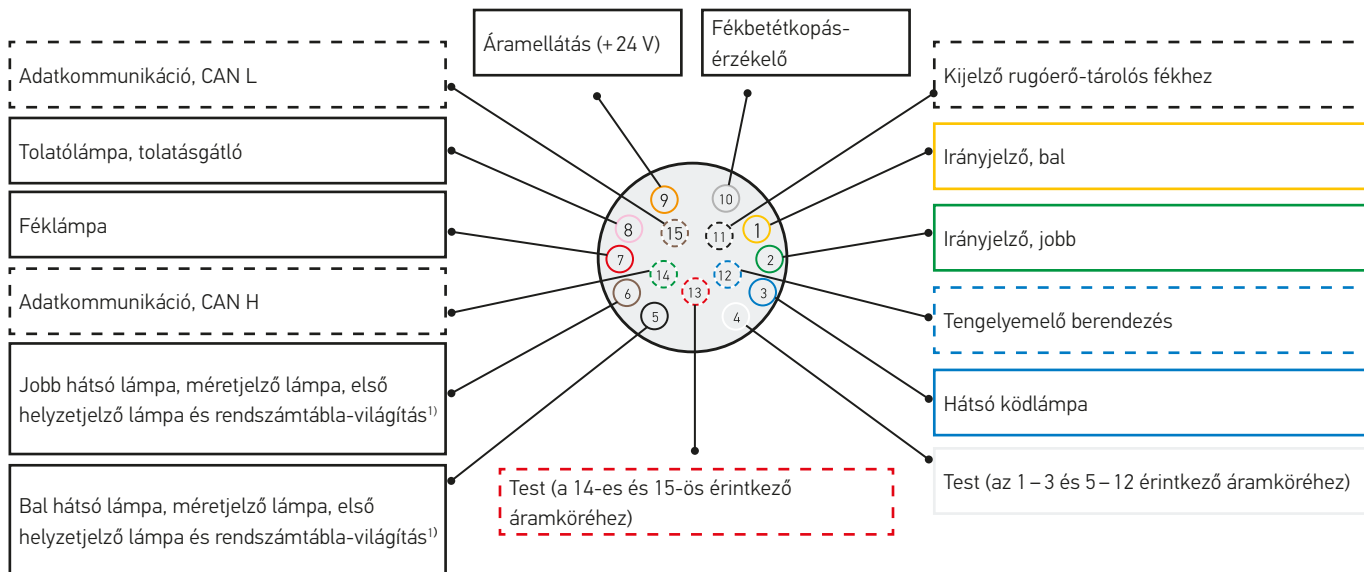 Áramellátás (+ 24 V)
Fékbetétkopás-
érzékelő
Adatkommunikáció, CAN L
Tolatólámpa, tolatásgátló
Féklámpa
Adatkommunikáció, CAN H
Jobb hátsó lámpa, méretjelző lámpa, első
helyzetjelző lámpa és rendszámtábla-világítás¹⁾
Bal hátsó lámpa, méretjelző lámpa, első
helyzetjelző lámpa és rendszámtábla-világítás¹⁾
9
10
8
15
11
1
7
2
14
12
6
13
3
5
4
Kijelző rugóerő-tárolós fékhez
Irányjelző, bal
Irányjelző, jobb
Tengelyemelő berendezés
Hátsó ködlámpa
Test (az 1 – 3 és 5 – 12 érintkező áramköréhez)
Test (a 14-es és 15-ös érintkező
áramköréhez)